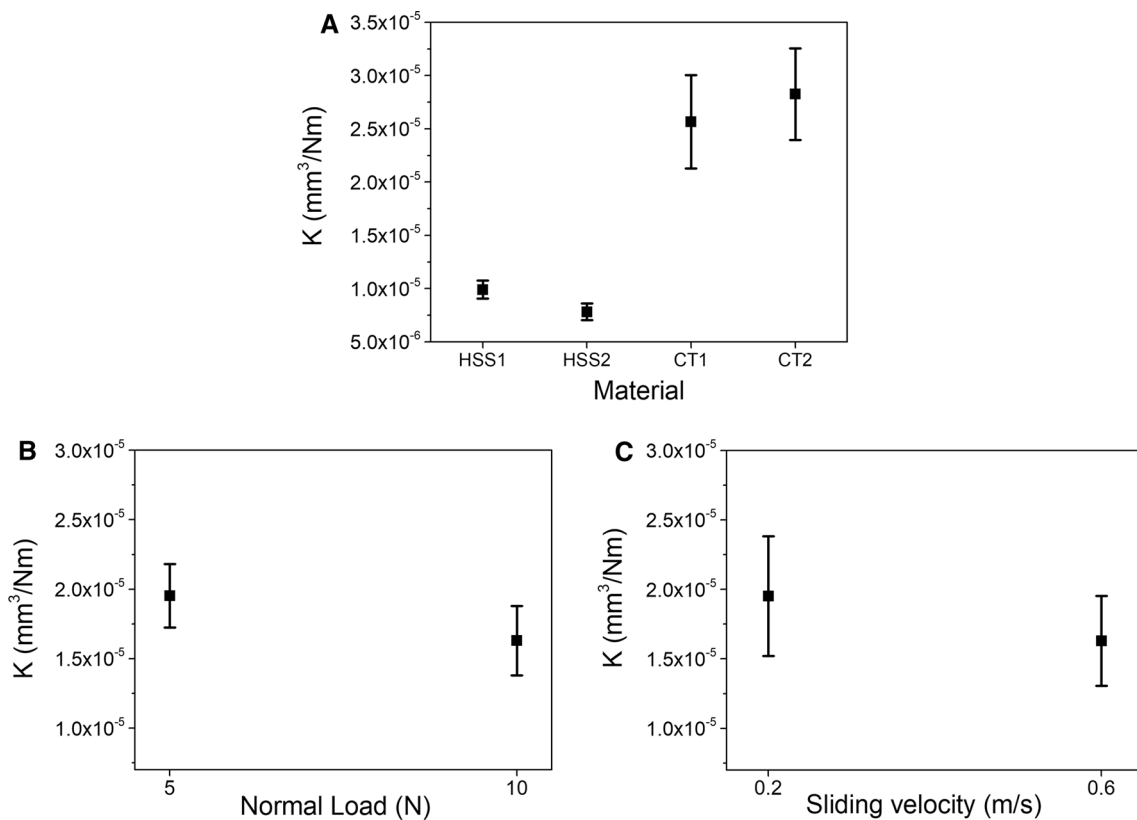 A
K (mm³/Nm)
3.5x10⁻⁵
3.0x10⁻⁵
2.5x10⁻⁵
2.0x10⁻⁵
1.5x10⁻⁵
1.0x10⁻⁵
5.0x10⁻⁶
HSS1 HSS2 CT1 CT2
Material
B
K (mm³/Nm)
3.0x10⁻⁵
2.5x10⁻⁵
2.0x10⁻⁵
1.5x10⁻⁵
1.0x10⁻⁵
5 10
Normal Load (N)
C
K (mm³/Nm)
3.0x10⁻⁵
2.5x10⁻⁵
2.0x10⁻⁵
1.5x10⁻⁵
1.0x10⁻⁵
0.2 0.6
Sliding velocity (m/s)